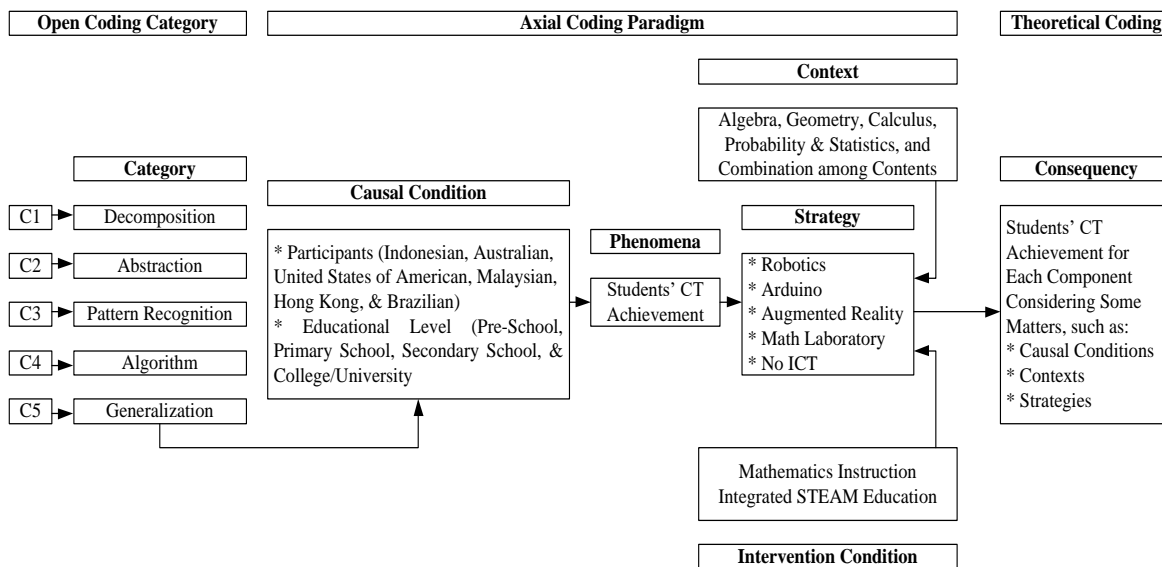 Open Coding Category
Axial Coding Paradigm
Theoretical Coding
Category
C1
Decomposition
C2
Abstraction
C3
Pattern Recognition
C4
Algorithm
C5
Generalization
Causal Condition
* Participants (Indonesian, Australian,
United States of American, Malaysian,
Hong Kong, & Brazilian)
* Educational Level (Pre-School,
Primary School, Secondary School, &
College/University
Phenomena
Students' CT
Achievement
Context
Algebra, Geometry, Calculus,
Probability & Statistics, and
Combination among Contents
Strategy
* Robotics
* Arduino
* Augmented Reality
* Math Laboratory
* No ICT
Mathematics Instruction
Integrated STEAM Education
Intervention Condition
Consequency
Students' CT
Achievement for
Each Component
Considering Some
Matters, such as:
* Causal Conditions
* Contexts
* Strategies